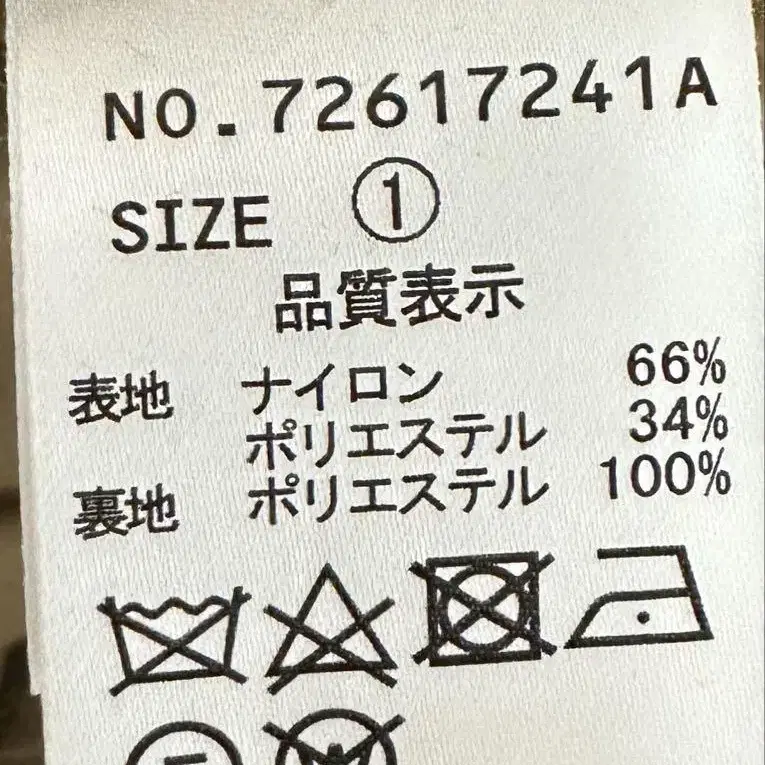 NO.72617241A
SIZE ①
品質表示
表地 ナイロン 66%
ポリエステル 34%
裏地 ポリエステル 100%